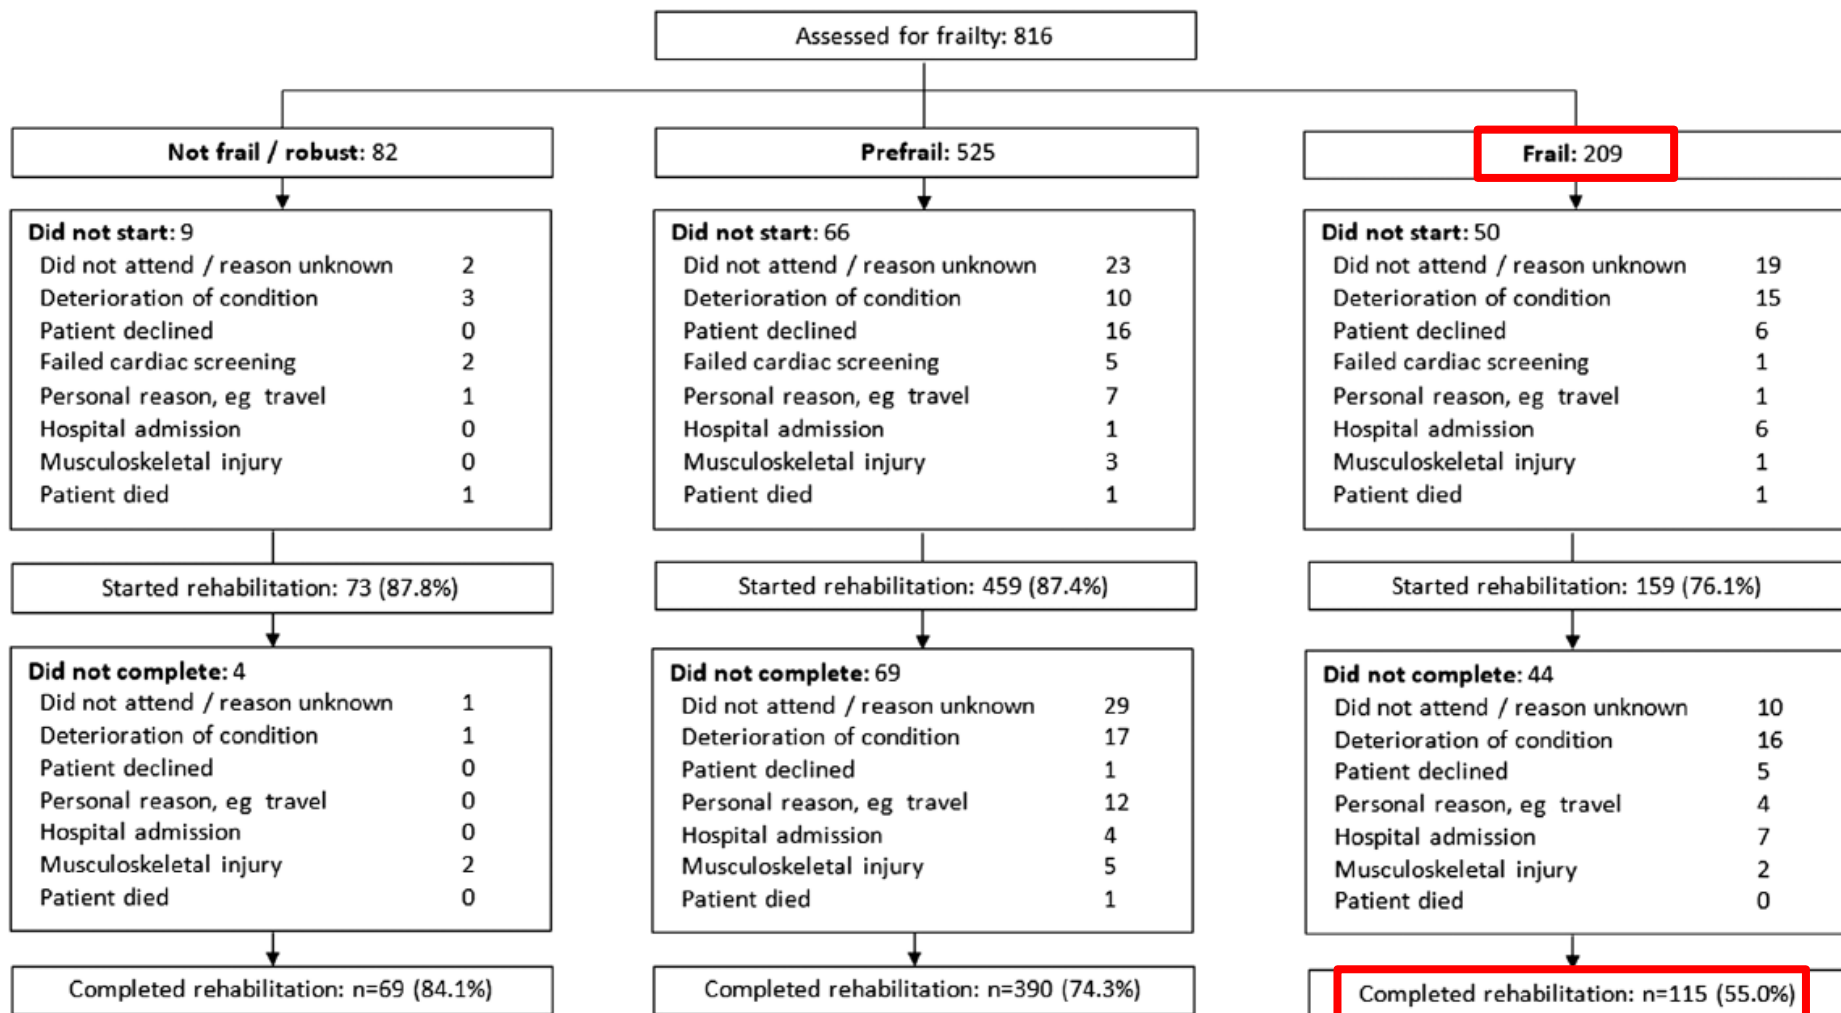 Assessed for frailty: 816
Not frail / robust: 82
Did not start: 9
Did not attend / reason unknown 2
Deterioration of condition 3
Patient declined 0
Failed cardiac screening 2
Personal reason, eg travel 1
Hospital admission 0
Musculoskeletal injury 0
Patient died 1
Started rehabilitation: 73 (87.8%)
Did not complete: 4
Did not attend / reason unknown 1
Deterioration of condition 1
Patient declined 0
Personal reason, eg travel 0
Hospital admission 0
Musculoskeletal injury 2
Patient died 0
Completed rehabilitation: n=69 (84.1%)
Prefrail: 525
Did not start: 66
Did not attend / reason unknown 23
Deterioration of condition 10
Patient declined 16
Failed cardiac screening 5
Personal reason, eg travel 7
Hospital admission 1
Musculoskeletal injury 3
Patient died 1
Started rehabilitation: 459 (87.4%)
Did not complete: 69
Did not attend / reason unknown 29
Deterioration of condition 17
Patient declined 1
Personal reason, eg travel 12
Hospital admission 4
Musculoskeletal injury 5
Patient died 1
Completed rehabilitation: n=390 (74.3%)
Frail: 209
Did not start: 50
Did not attend / reason unknown 19
Deterioration of condition 15
Patient declined 6
Failed cardiac screening 1
Personal reason, eg travel 1
Hospital admission 6
Musculoskeletal injury 1
Patient died 1
Started rehabilitation: 159 (76.1%)
Did not complete: 44
Did not attend / reason unknown 10
Deterioration of condition 16
Patient declined 5
Personal reason, eg travel 4
Hospital admission 7
Musculoskeletal injury 2
Patient died 0
Completed rehabilitation: n=115 (55.0%)